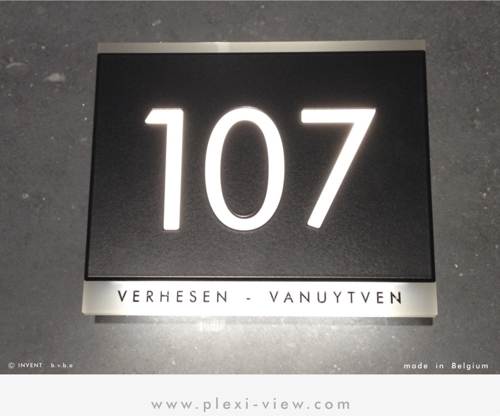 107
VERHESEN - VANUYTVEN
© INVENT b.v.b.a
made in Belgium
www.plexi-view.com